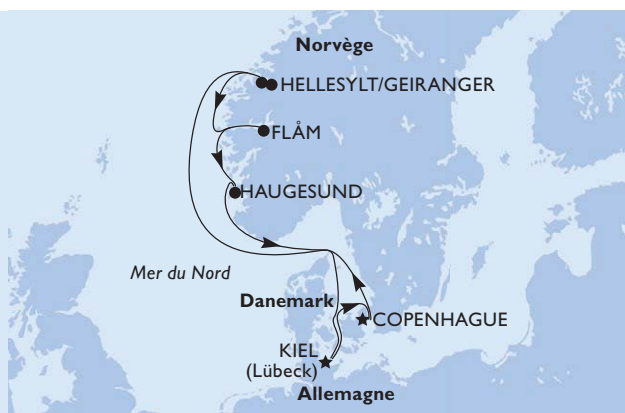 Norvège
HELLESYLT/GEIRANGER
FLÅM
HAUGESUND
Mer du Nord
Danemark
COPENHAGUE
KIEL
(Lübeck)
Allemagne